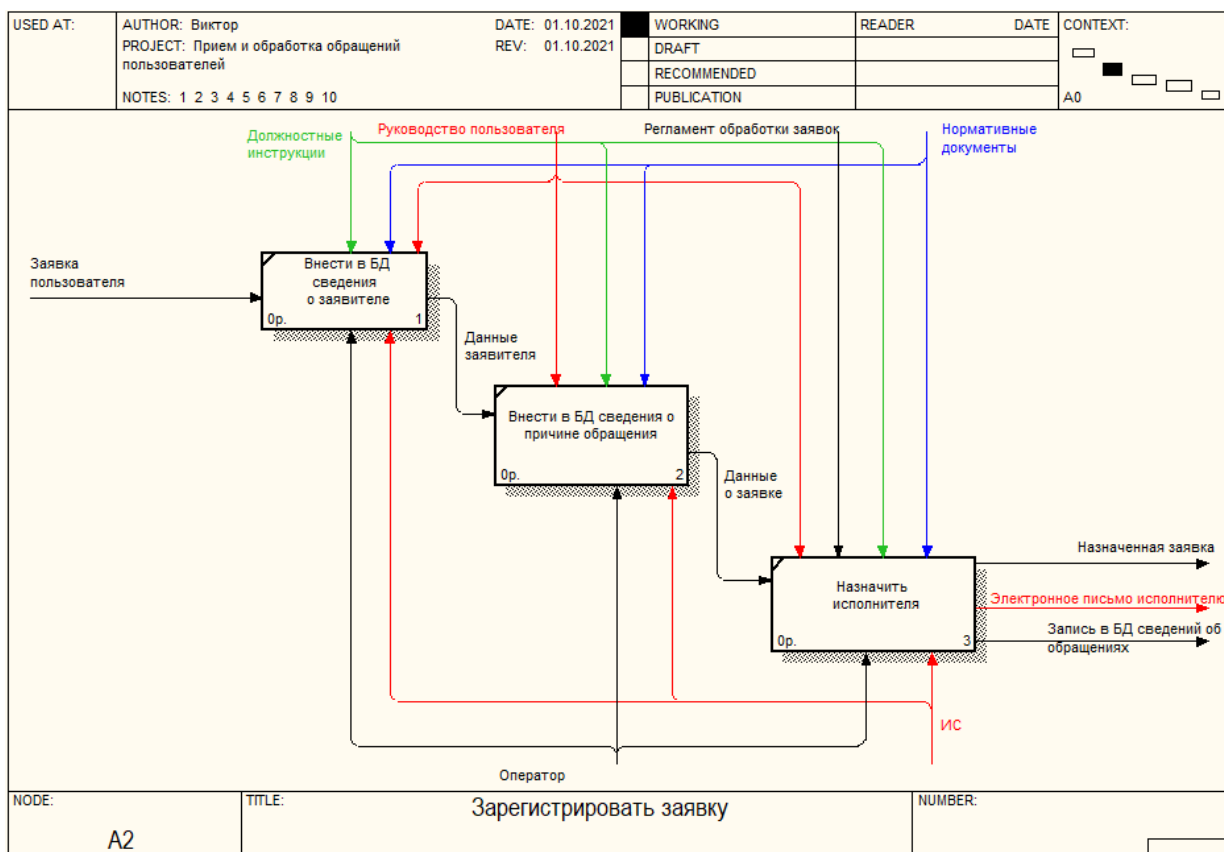 USED AT:
AUTHOR: Виктор
DATE: 01.10.2021
PROJECT: Прием и обработка обращений
пользователей
REV: 01.10.2021
NOTES: 1 2 3 4 5 6 7 8 9 10
WORKING
DRAFT
RECOMMENDED
PUBLICATION
READER
DATE
CONTEXT:
A0
Должностные
инструкции
Руководство пользователя
Регламент обработки заявок
Нормативные
документы
Заявка
пользователя
Внести в БД
сведения
о заявителе
0р.
1
Данные
заявителя
Внести в БД сведения о
причине обращения
0р.
2
Данные
о заявке
Назначить
исполнителя
0р.
3
Назначенная заявка
Электронное письмо исполнителю
Запись в БД сведений об
обращениях
ИС
Оператор
NODE:
A2
TITLE:
Зарегистрировать заявку
NUMBER: